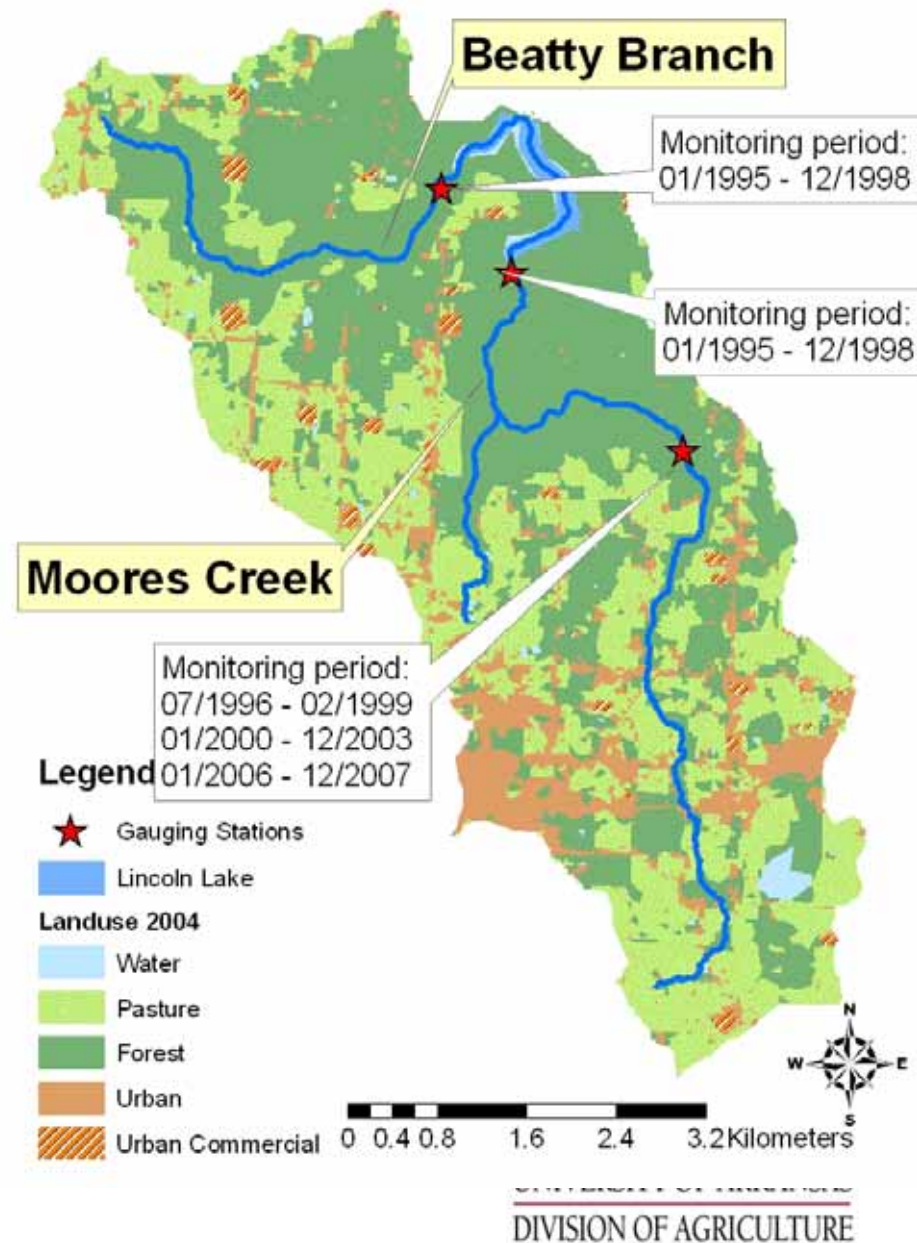 Beatty Branch
Monitoring period:
01/1995 - 12/1998
Monitoring period:
01/1995 - 12/1998
Moores Creek
Monitoring period:
07/1996 - 02/1999
01/2000 - 12/2003
01/2006 - 12/2007
Legend
Gauging Stations
Lincoln Lake
Landuse 2004
Water
Pasture
Forest
Urban
Urban Commercial
N
W E
S
0 0.4 0.8 1.6 2.4 3.2 Kilometers
UNIVERSITY OF ARKANSAS
DIVISION OF AGRICULTURE